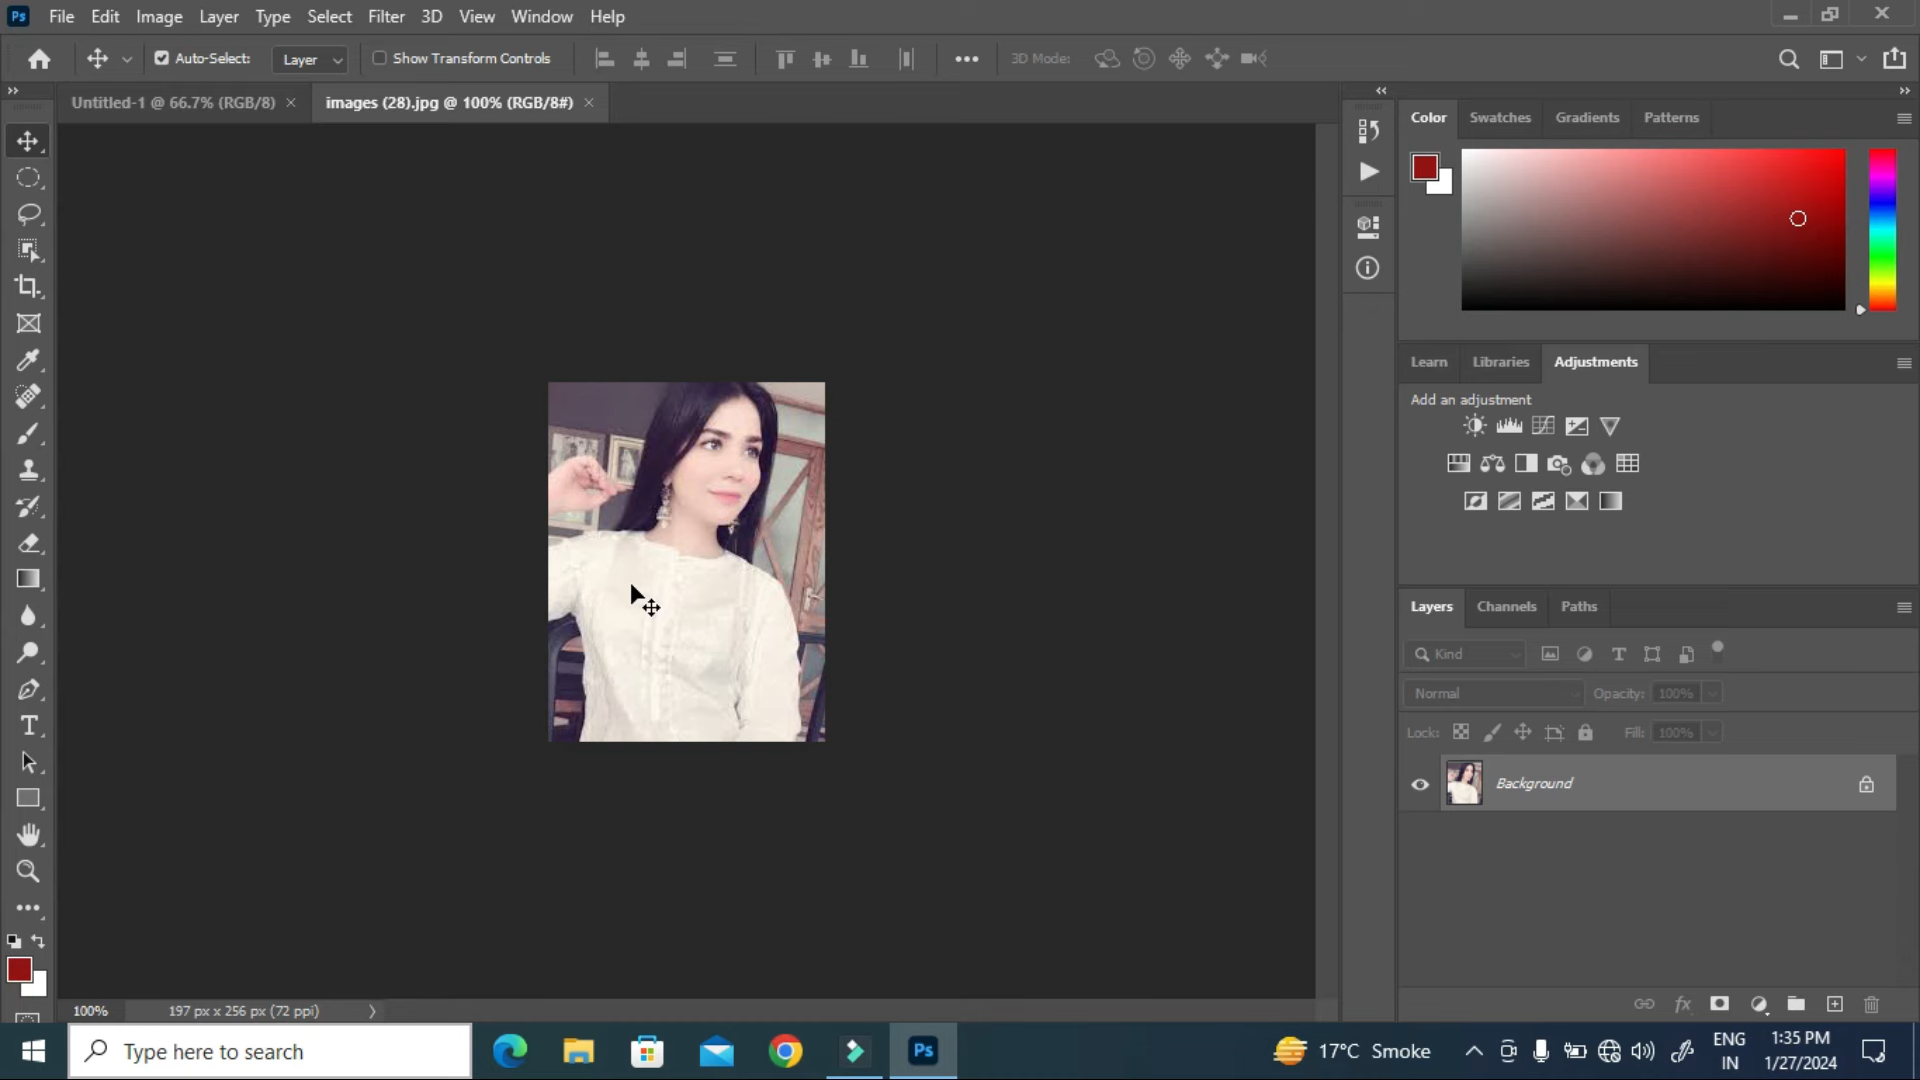 Ps File Edit Image Layer Type Select Filter 3D View Window Help
Auto-Select: Layer Show Transform Controls 3D Mode:
Untitled-1 @ 66.7% (RGB/8) × images (28).jpg @ 100% (RGB/8#) ×
Color Swatches Gradients Patterns
Learn Libraries Adjustments
Add an adjustment
Layers Channels Paths
Kind
Normal Opacity: 100%
Lock: Fill: 100%
Background
100% 197 px x 256 px (72 ppi)
Type here to search
Ps
17°C Smoke
ENG
IN
1:35 PM
1/27/2024